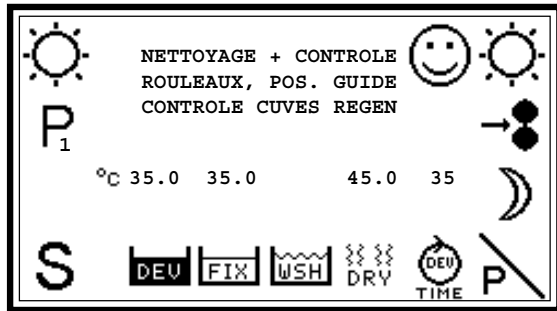 NETTOYAGE + CONTROLE
ROULEAUX, POS. GUIDE
CONTROLE CUVES REGEN
P1
°C 35.0 35.0 45.0 35
S DEV FIX WSH DRY DEV TIME P